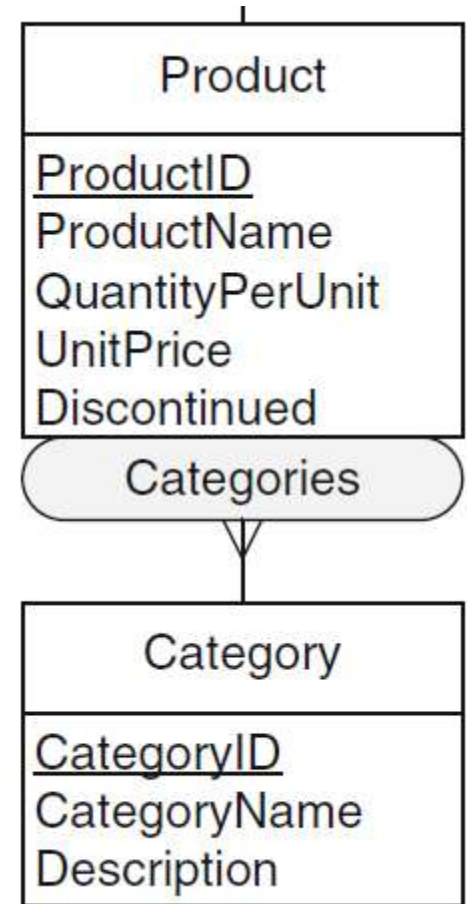 Product
ProductID
ProductName
QuantityPerUnit
UnitPrice
Discontinued
Categories
Category
CategoryID
CategoryName
Description